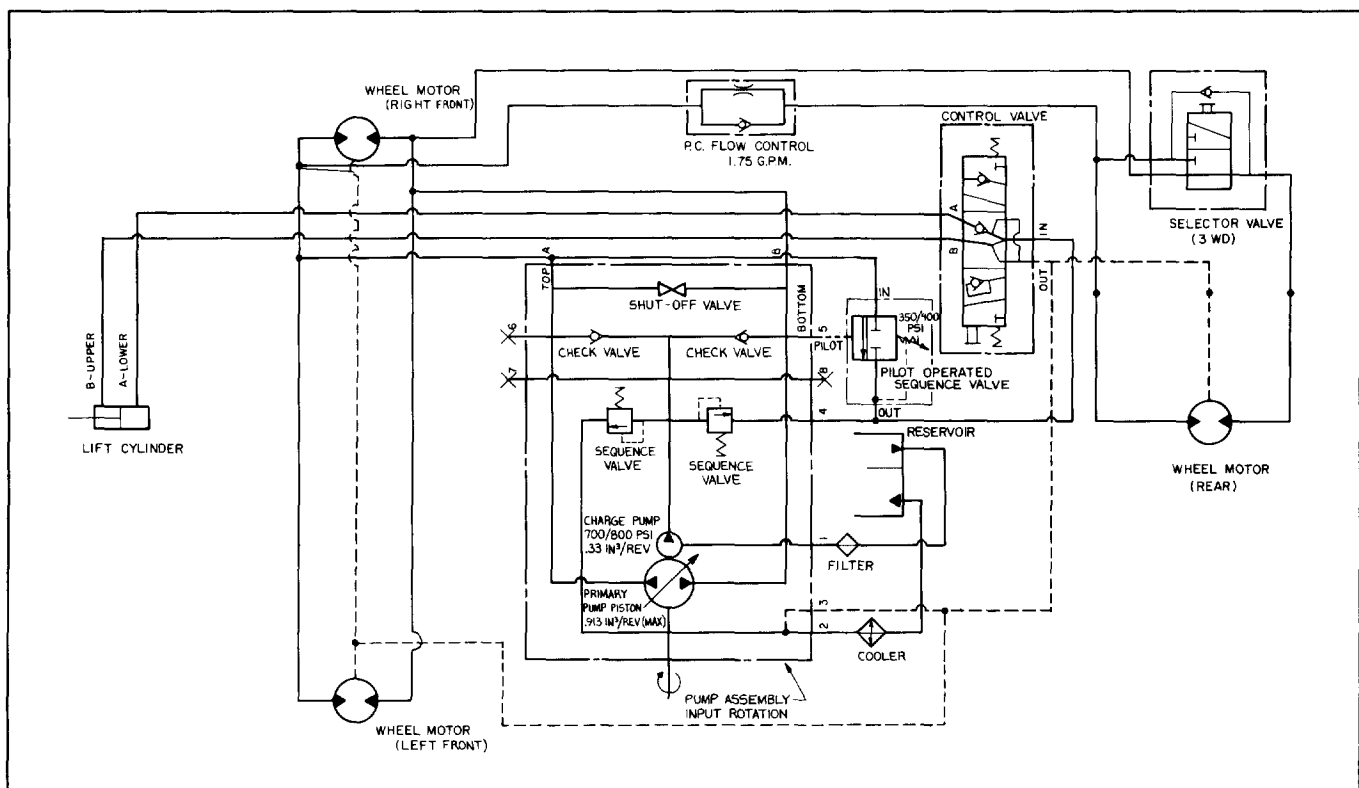 WHEEL MOTOR
(RIGHT FRONT)
P.C. FLOW CONTROL
1.75 G.P.M.
CONTROL VALVE
SELECTOR VALVE
(3 WD)
A
B
IN
OUT
A
TOP
B
BOTTOM
SHUT-OFF VALVE
IN
350/400
PSI
6
CHECK VALVE
CHECK VALVE
5
PILOT
PILOT OPERATED
SEQUENCE VALVE
7
8
OUT
4
B-UPPER
A-LOWER
LIFT CYLINDER
SEQUENCE
VALVE
SEQUENCE
VALVE
RESERVOIR
WHEEL MOTOR
(REAR)
CHARGE PUMP
700/800 PSI
.33 IN³/REV
1
FILTER
PRIMARY
PUMP PISTON
.913 IN³/REV(MAX)
3
2
COOLER
PUMP ASSEMBLY
INPUT ROTATION
WHEEL MOTOR
(LEFT FRONT)